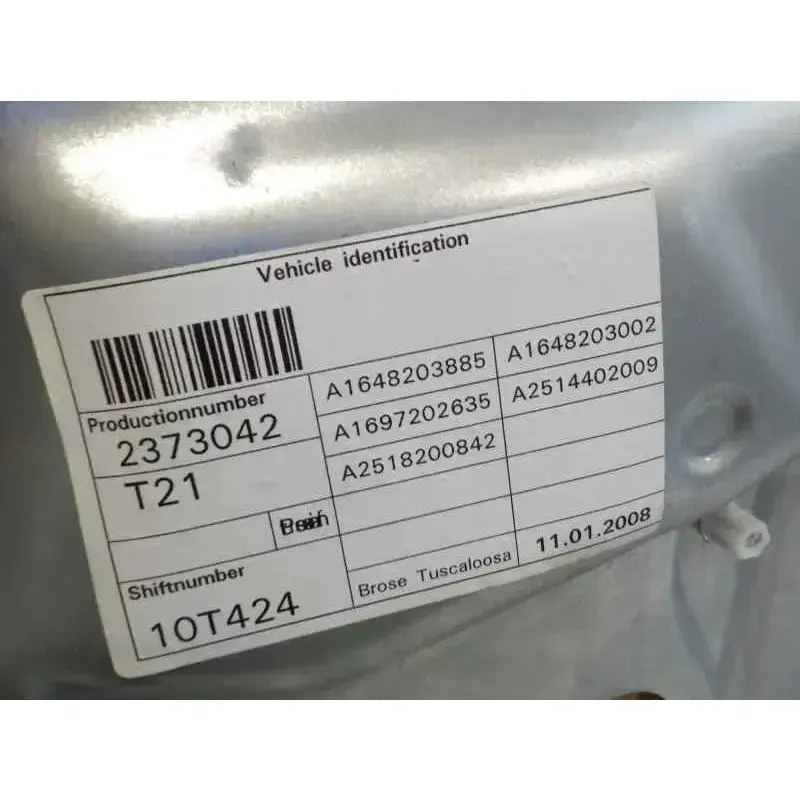 Vehicle identification
Productionnumber
2373042
T21
Shiftnumber
10T424
A1648203885
A1697202635
A2518200842
Brose Tuscaloosa
A1648203002
A2514402009
11.01.2008